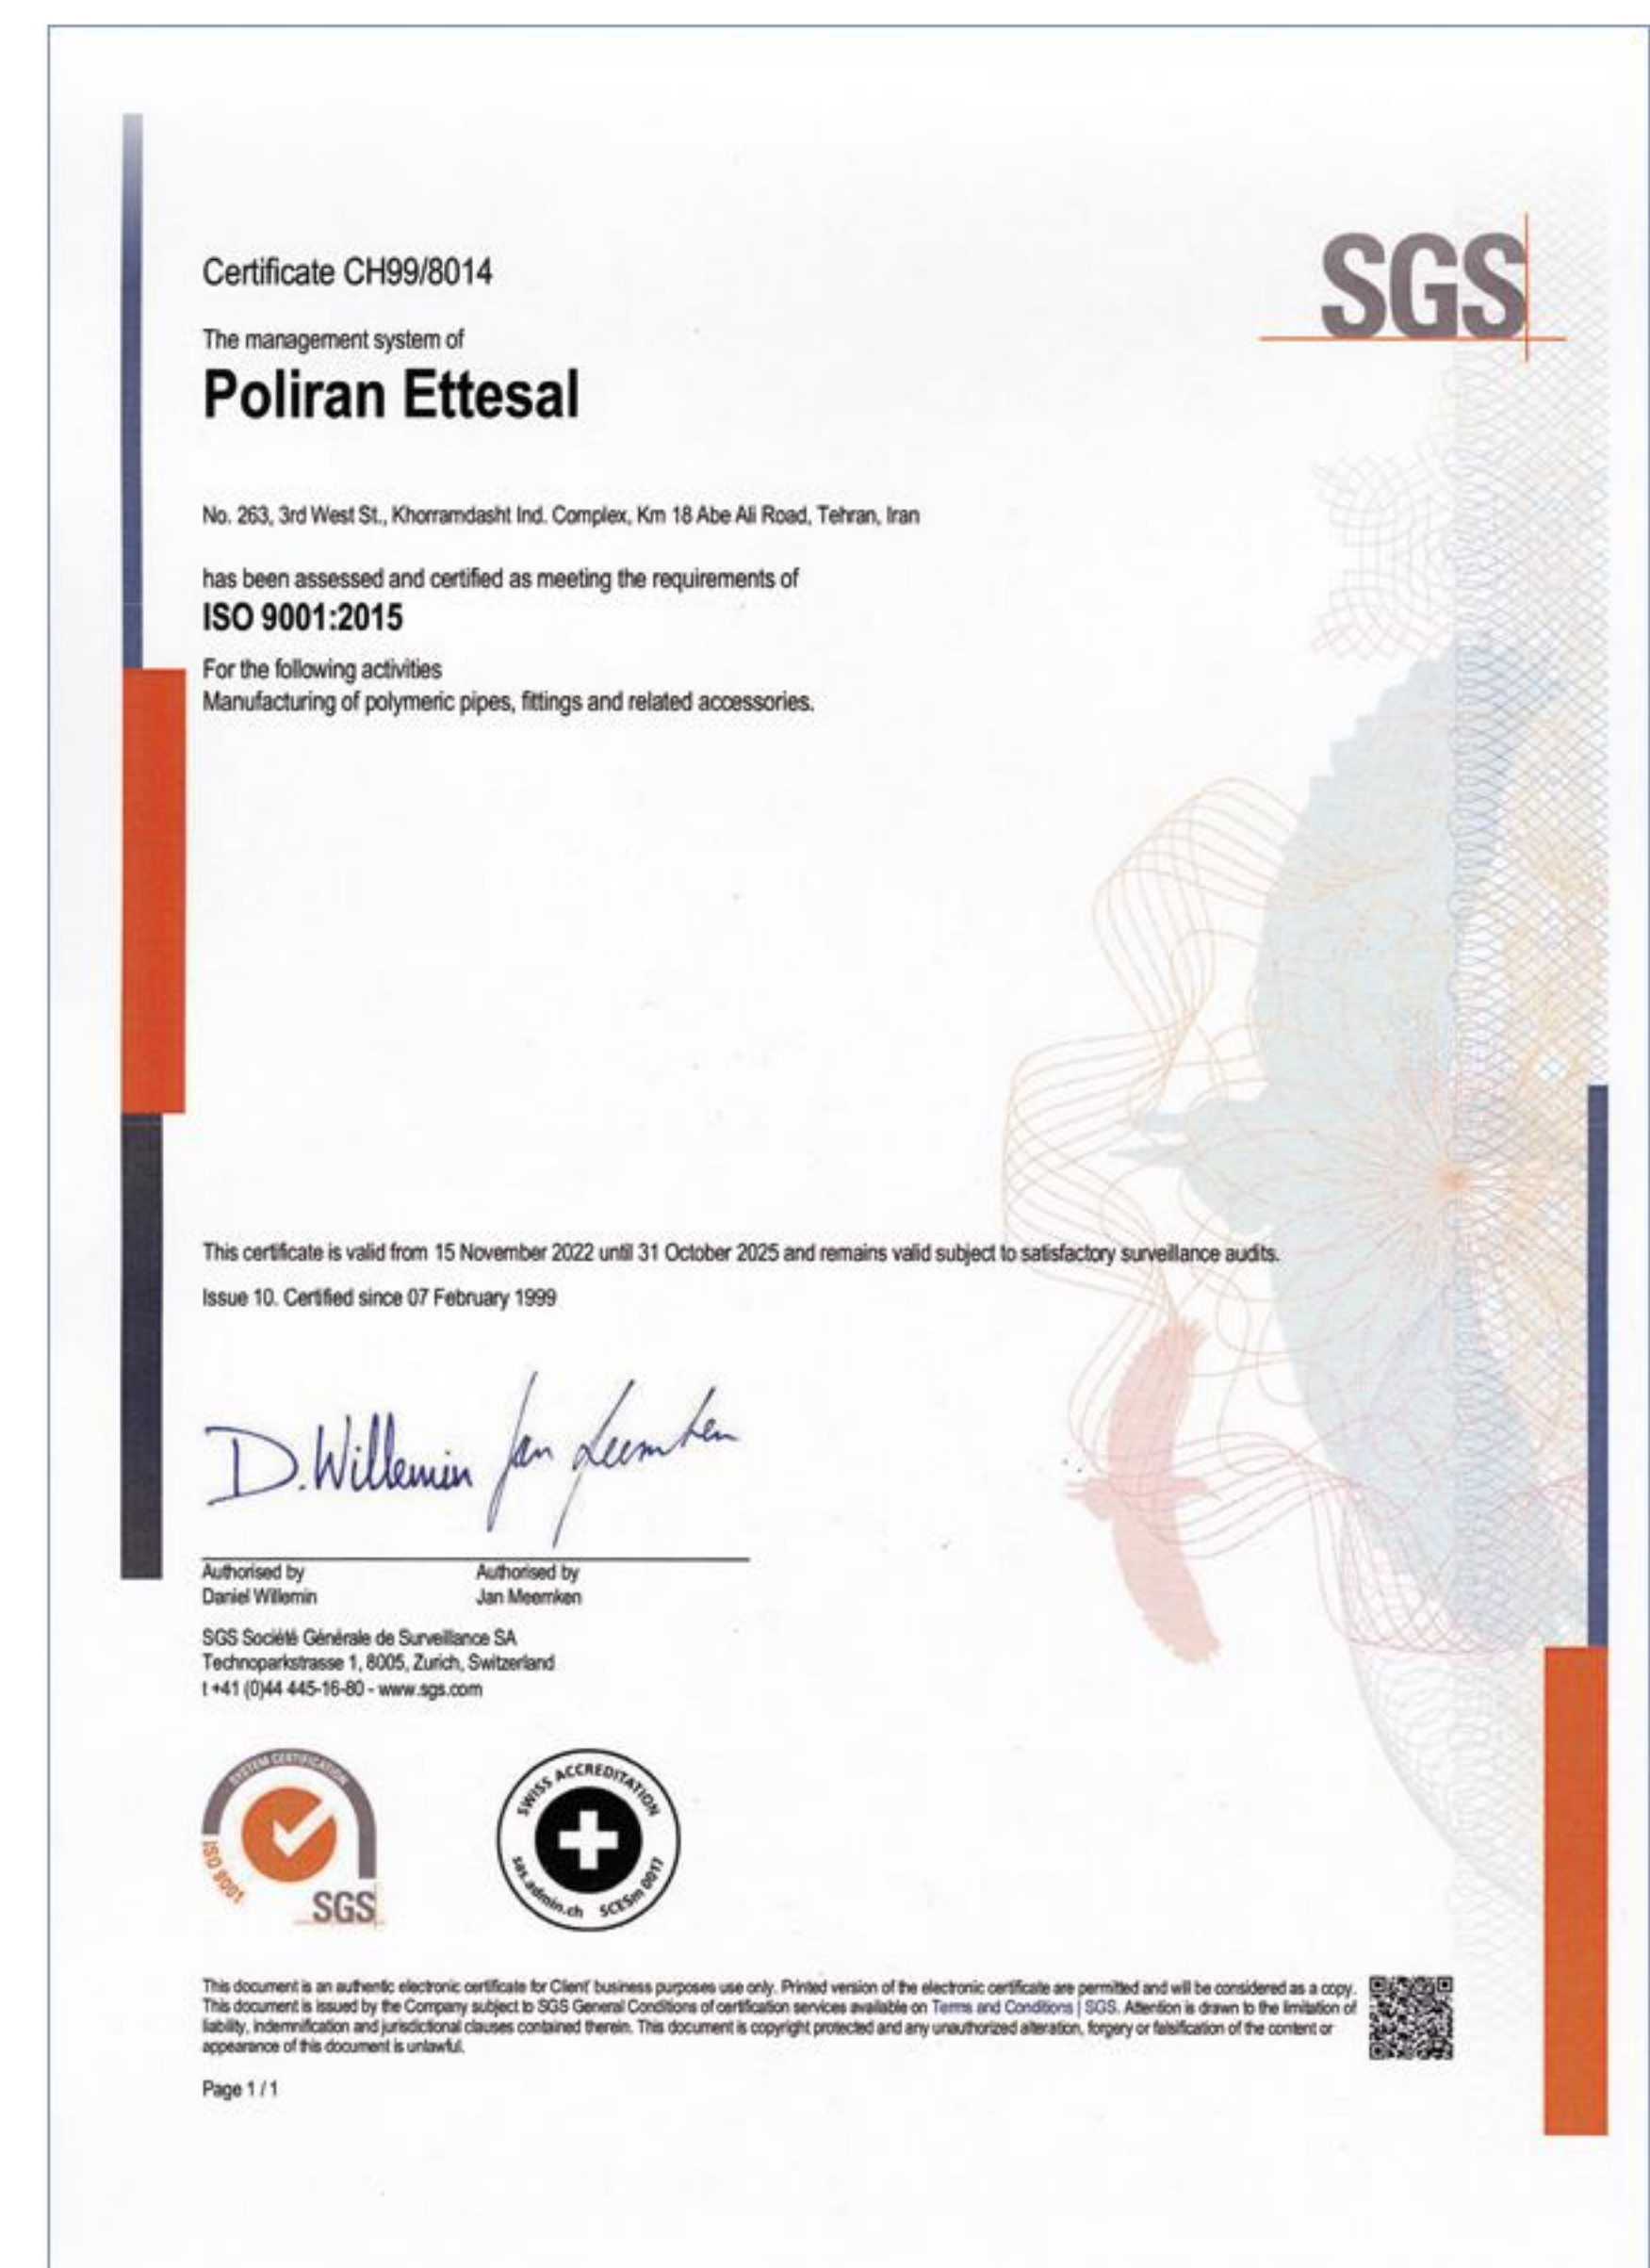 SGS
Certificate CH99/8014
The management system of
Poliran Ettesal
No. 263, 3rd West St., Khorramdasht Ind. Complex, Km 18 Abe Ali Road, Tehran, Iran
has been assessed and certified as meeting the requirements of
ISO 9001:2015
For the following activities
Manufacturing of polymeric pipes, fittings and related accessories.
This certificate is valid from 15 November 2022 until 31 October 2025 and remains valid subject to satisfactory surveillance audits.
Issue 10. Certified since 07 February 1999
D. Willemin Jan Meemken
Authorised by Authorised by
Daniel Willemin Jan Meemken
SGS Société Générale de Surveillance SA
Technoparkstrasse 1, 8005, Zurich, Switzerland
t +41 (0)44 445-16-80 - www.sgs.com
SYSTEM CERTIFICATION
ISO 9001
SGS
SWISS ACCREDITATION
sas.admin.ch SCESm 0017
This document is an authentic electronic certificate for Client' business purposes use only. Printed version of the electronic certificate are permitted and will be considered as a copy.
This document is issued by the Company subject to SGS General Conditions of certification services available on Terms and Conditions | SGS. Attention is drawn to the limitation of
liability, indemnification and jurisdictional clauses contained therein. This document is copyright protected and any unauthorized alteration, forgery or falsification of the content or
appearance of this document is unlawful.
Page 1 / 1